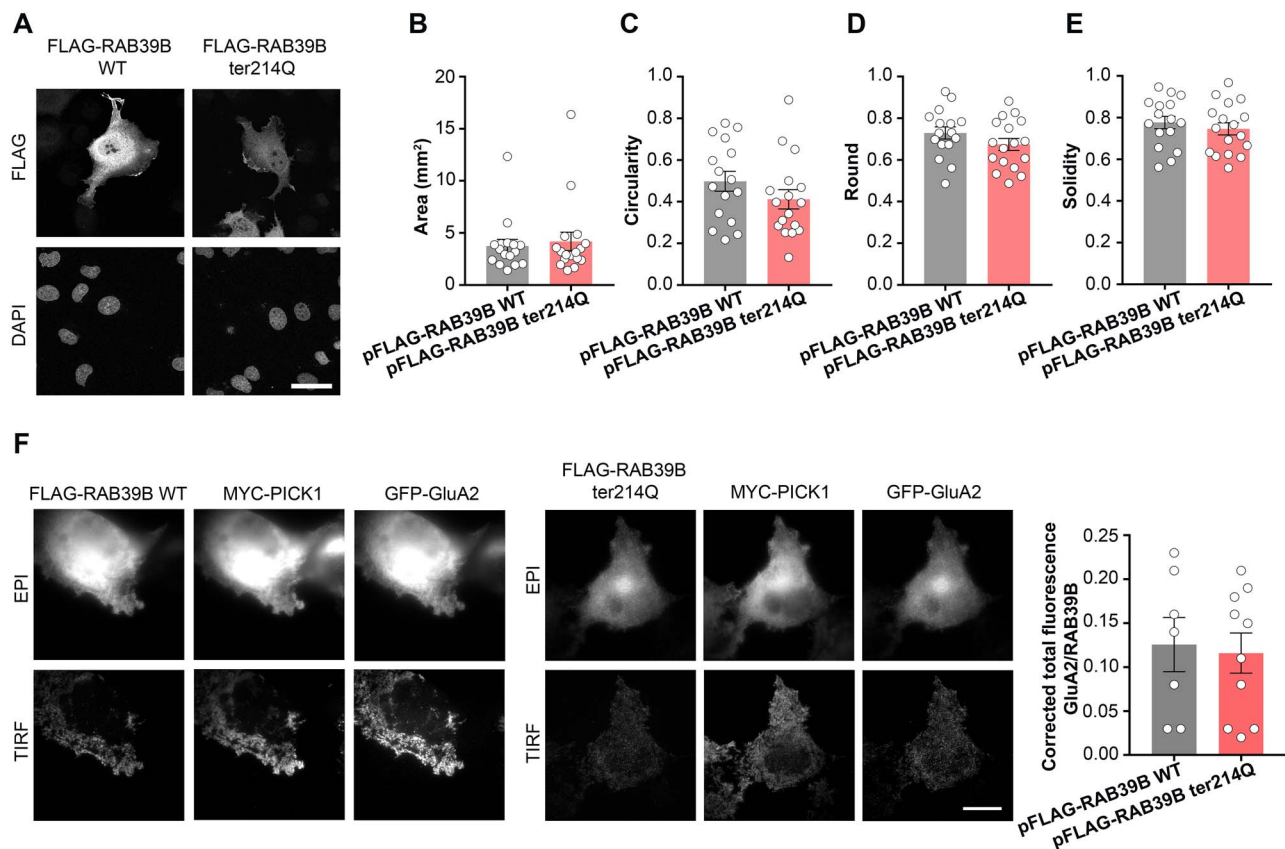 A
FLAG-RAB39B
WT
FLAG-RAB39B
ter214Q
FLAG
DAPI
B
Area (mm²)
20
15
10
5
0
pFLAG-RAB39B WT
pFLAG-RAB39B ter214Q
C
Circularity
1.0
0.8
0.6
0.4
0.2
0.0
pFLAG-RAB39B WT
pFLAG-RAB39B ter214Q
D
Round
1.0
0.8
0.6
0.4
0.2
0.0
pFLAG-RAB39B WT
pFLAG-RAB39B ter214Q
E
Solidity
1.0
0.8
0.6
0.4
0.2
0.0
pFLAG-RAB39B WT
pFLAG-RAB39B ter214Q
F
FLAG-RAB39B WT
MYC-PICK1
GFP-GluA2
EPI
TIRF
FLAG-RAB39B
ter214Q
MYC-PICK1
GFP-GluA2
EPI
TIRF
Corrected total fluorescence
GluA2/RAB39B
0.25
0.20
0.15
0.10
0.05
0.00
pFLAG-RAB39B WT
pFLAG-RAB39B ter214Q